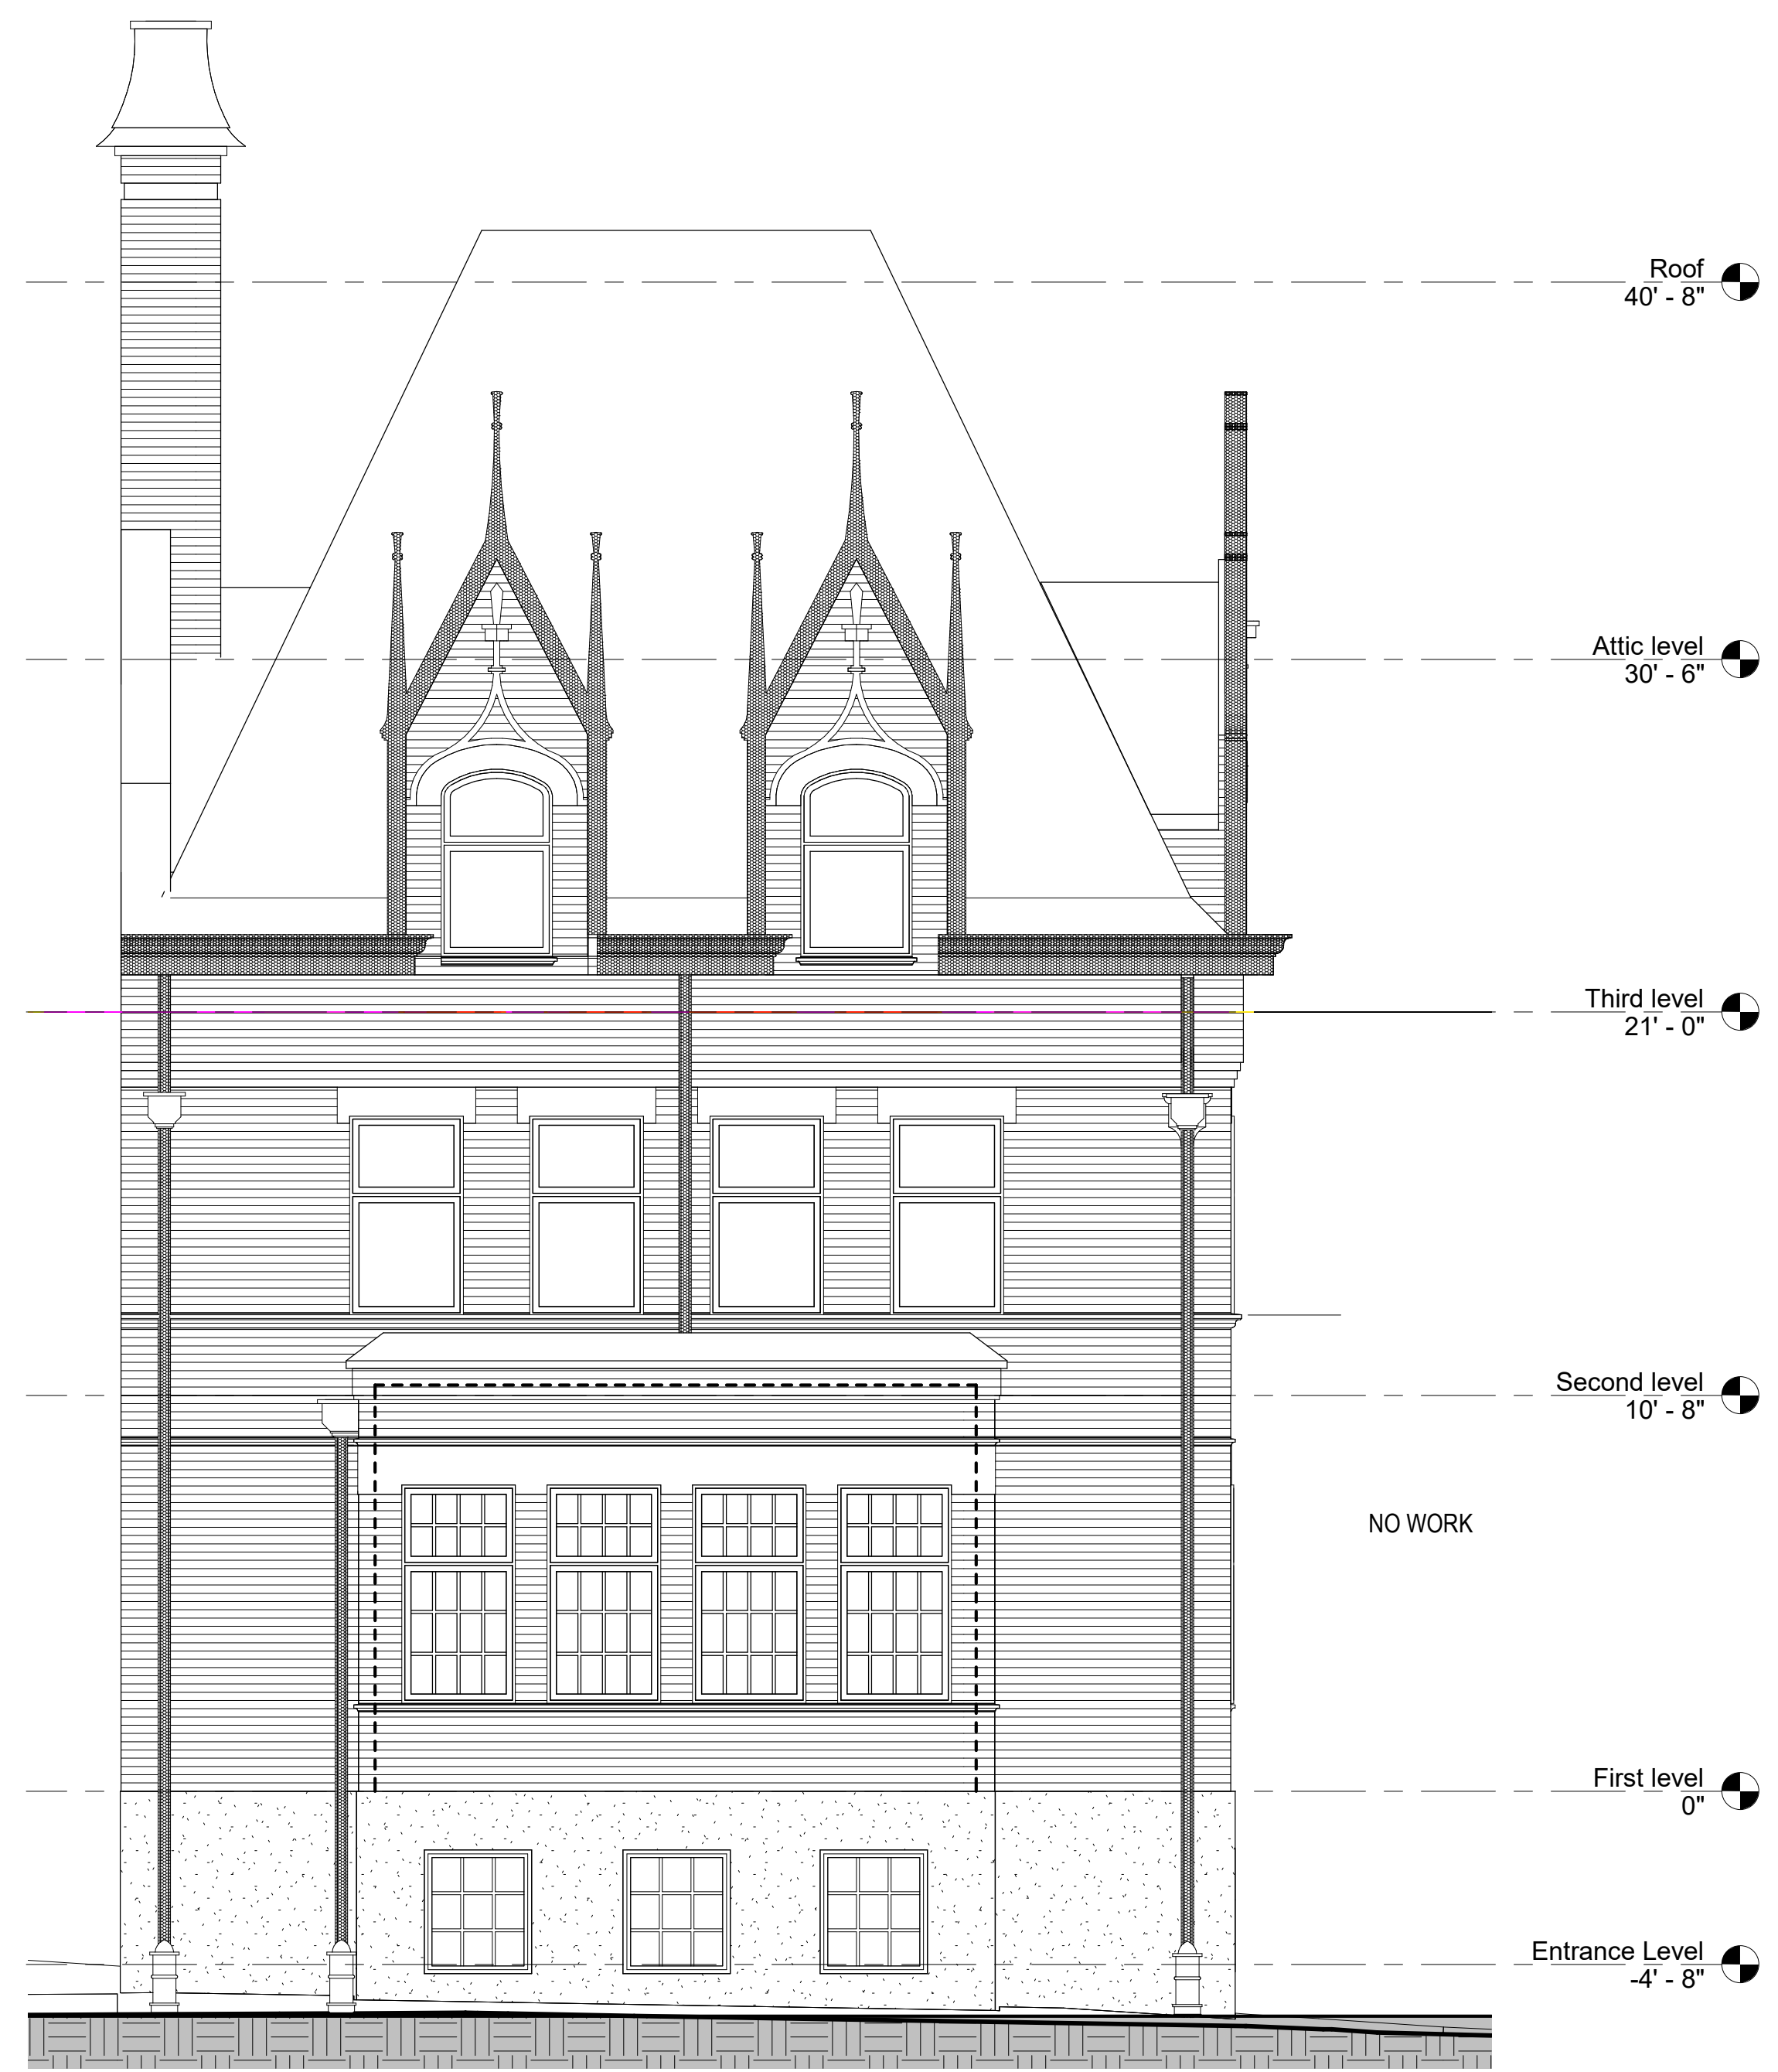 Roof
40' - 8"
Attic level
30' - 6"
Third level
21' - 0"
Second level
10' - 8"
NO WORK
First level
0"
Entrance Level
-4' - 8"